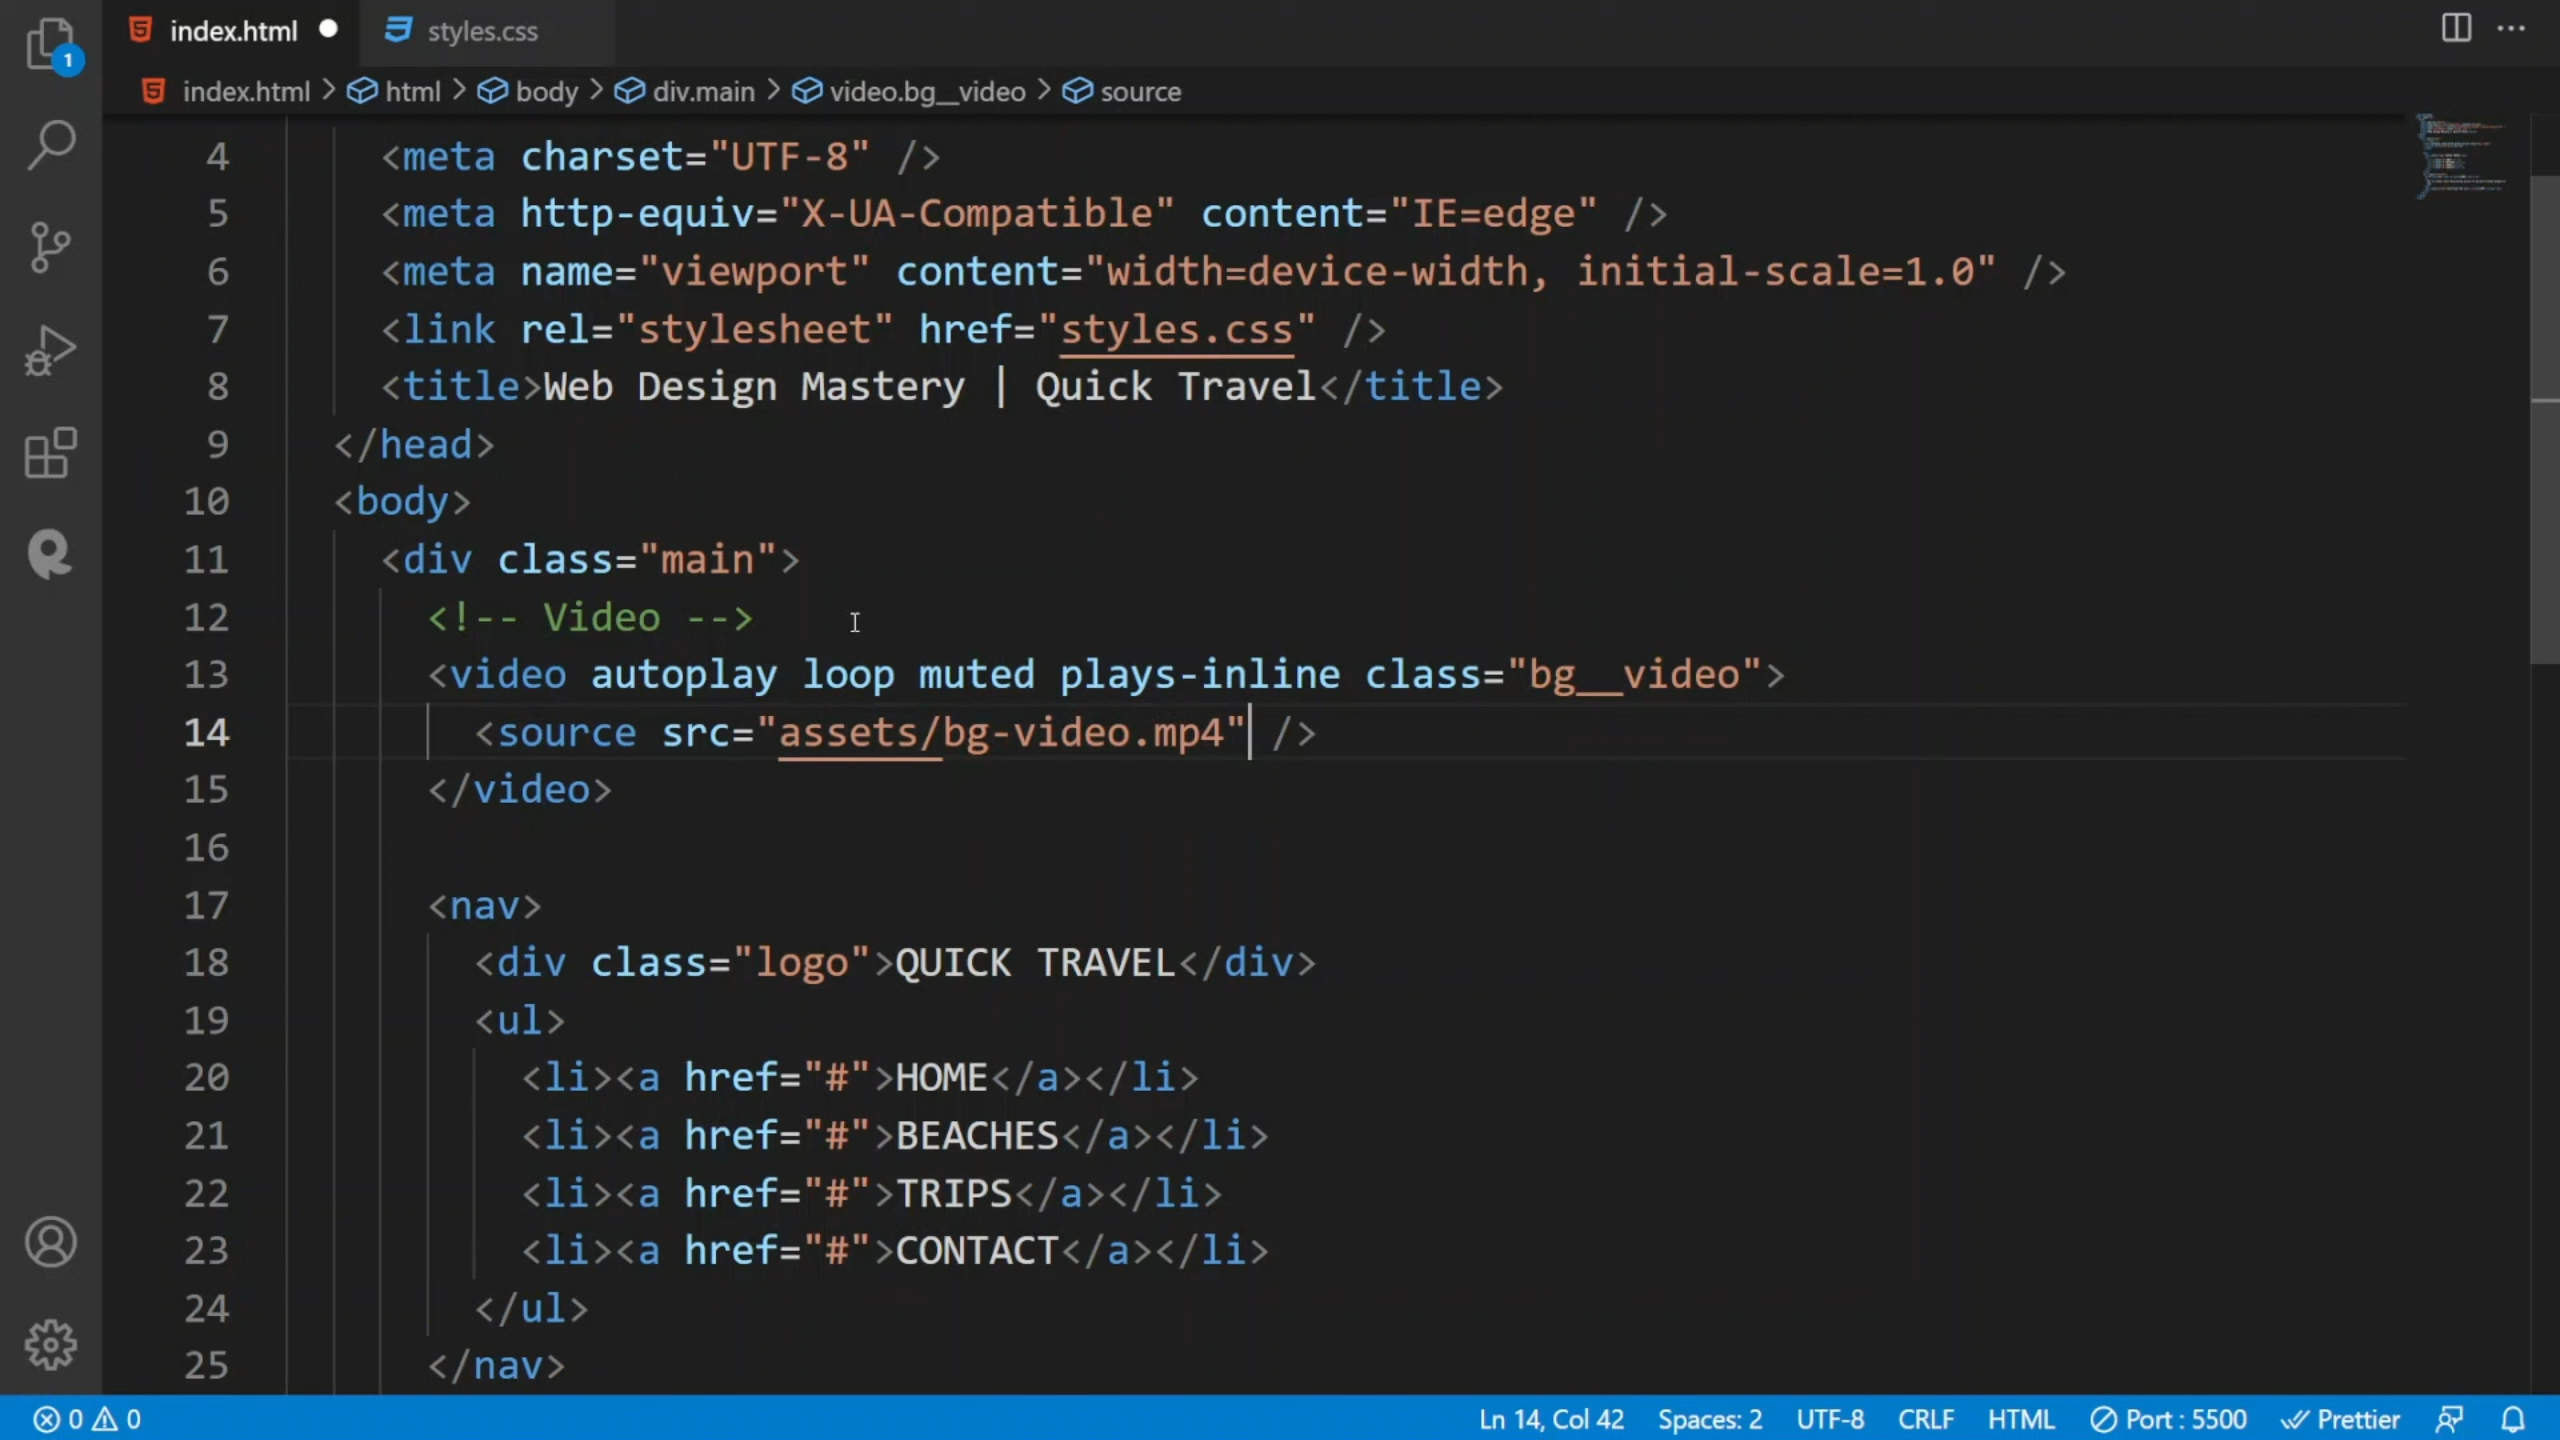 index.html
styles.css
1
index.html > html > body > div.main > video.bg__video > source
4 <meta charset="UTF-8" />
5 <meta http-equiv="X-UA-Compatible" content="IE=edge" />
6 <meta name="viewport" content="width=device-width, initial-scale=1.0" />
7 <link rel="stylesheet" href="styles.css" />
8 <title>Web Design Mastery | Quick Travel</title>
9 </head>
10 <body>
11 <div class="main">
12 <!-- Video -->
13 <video autoplay loop muted plays-inline class="bg__video">
14 <source src="assets/bg-video.mp4" />
15 </video>
16
17 <nav>
18 <div class="logo">QUICK TRAVEL</div>
19 <ul>
20 <li><a href="#">HOME</a></li>
21 <li><a href="#">BEACHES</a></li>
22 <li><a href="#">TRIPS</a></li>
23 <li><a href="#">CONTACT</a></li>
24 </ul>
25 </nav>
0 0 Ln 14, Col 42 Spaces: 2 UTF-8 CRLF HTML Port : 5500 Prettier